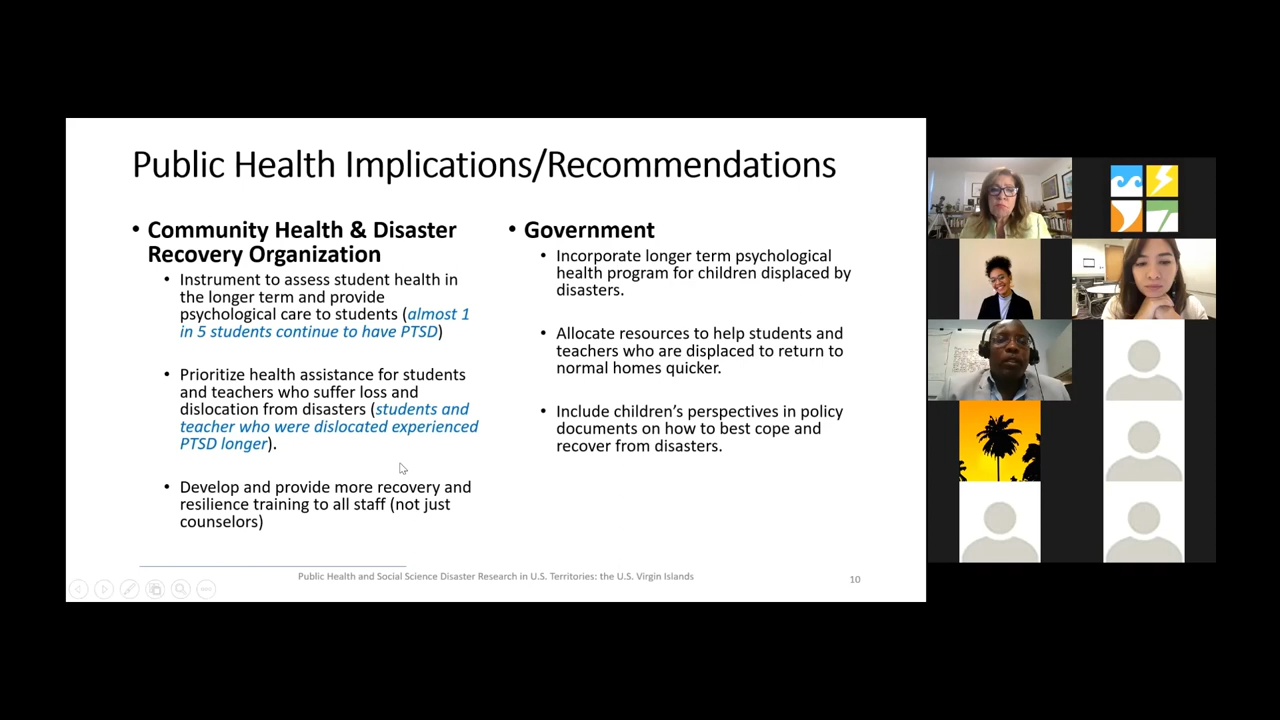 Public Health Implications/Recommendations
• Community Health & Disaster
Recovery Organization
• Instrument to assess student health in
the longer term and provide
psychological care to students (almost 1
in 5 students continue to have PTSD)
• Prioritize health assistance for students
and teachers who suffer loss and
dislocation from disasters (students and
teacher who were dislocated experienced
PTSD longer).
• Develop and provide more recovery and
resilience training to all staff (not just
counselors)
• Government
• Incorporate longer term psychological
health program for children displaced by
disasters.
• Allocate resources to help students and
teachers who are displaced to return to
normal homes quicker.
• Include children’s perspectives in policy
documents on how to best cope and
recover from disasters.
Public Health and Social Science Disaster Research in U.S. Territories: the U.S. Virgin Islands
10